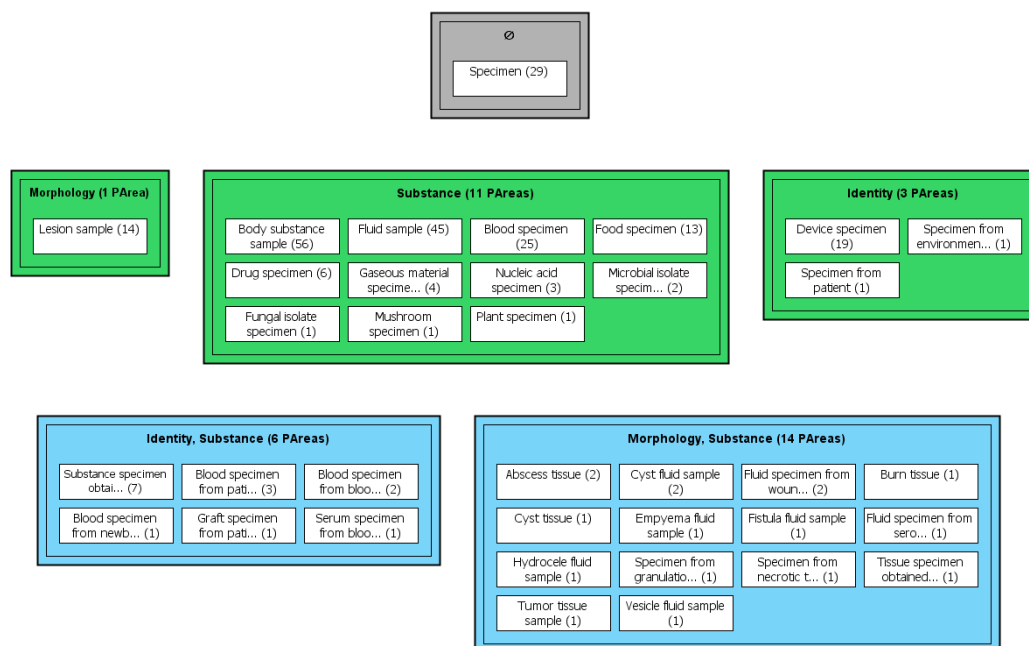 ∅
Specimen (29)
Morphology (1 PArea)
Lesion sample (14)
Substance (11 PAreas)
Body substance
sample (56)
Fluid sample (45)
Blood specimen
(25)
Food specimen (13)
Drug specimen (6)
Gaseous material
specime... (4)
Nucleic acid
specimen (3)
Microbial isolate
specim... (2)
Fungal isolate
specimen (1)
Mushroom
specimen (1)
Plant specimen (1)
Identity (3 PAreas)
Device specimen
(19)
Specimen from
environmen... (1)
Specimen from
patient (1)
Identity, Substance (6 PAreas)
Substance specimen
obtai... (7)
Blood specimen
from pati... (3)
Blood specimen
from bloo... (2)
Blood specimen
from newb... (1)
Graft specimen
from pati... (1)
Serum specimen
from bloo... (1)
Morphology, Substance (14 PAreas)
Abscess tissue (2)
Cyst fluid sample
(2)
Fluid specimen from
woun... (2)
Burn tissue (1)
Cyst tissue (1)
Empyema fluid
sample (1)
Fistula fluid sample
(1)
Fluid specimen from
sero... (1)
Hydrocele fluid
sample (1)
Specimen from
granulatio... (1)
Specimen from
necrotic t... (1)
Tissue specimen
obtained... (1)
Tumor tissue
sample (1)
Vesicle fluid sample
(1)